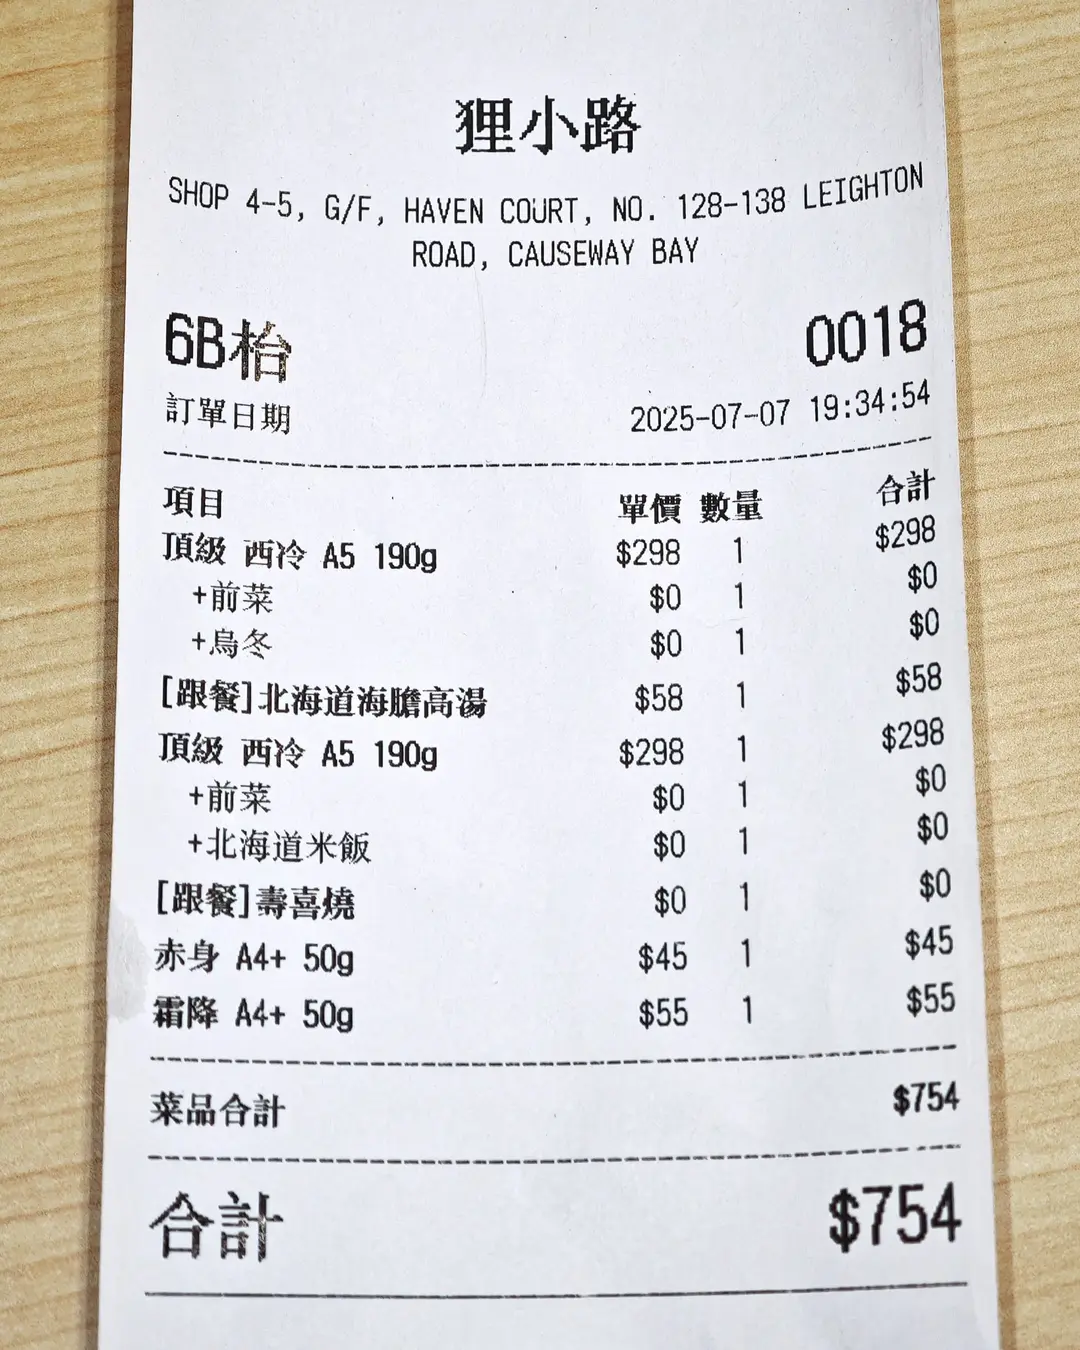 狸小路
SHOP 4-5, G/F, HAVEN COURT, NO. 128-138 LEIGHTON
ROAD, CAUSEWAY BAY
6B枱 0018
訂單日期 2025-07-07 19:34:54
項目 單價 數量 合計
頂級 西冷 A5 190g $298 1 $298
+前菜 $0 1 $0
+烏冬 $0 1 $0
[跟餐]北海道海膽高湯 $58 1 $58
頂級 西冷 A5 190g $298 1 $298
+前菜 $0 1 $0
+北海道米飯 $0 1 $0
[跟餐]壽喜燒 $0 1 $0
赤身 A4+ 50g $45 1 $45
霜降 A4+ 50g $55 1 $55
菜品合計 $754
合計 $754